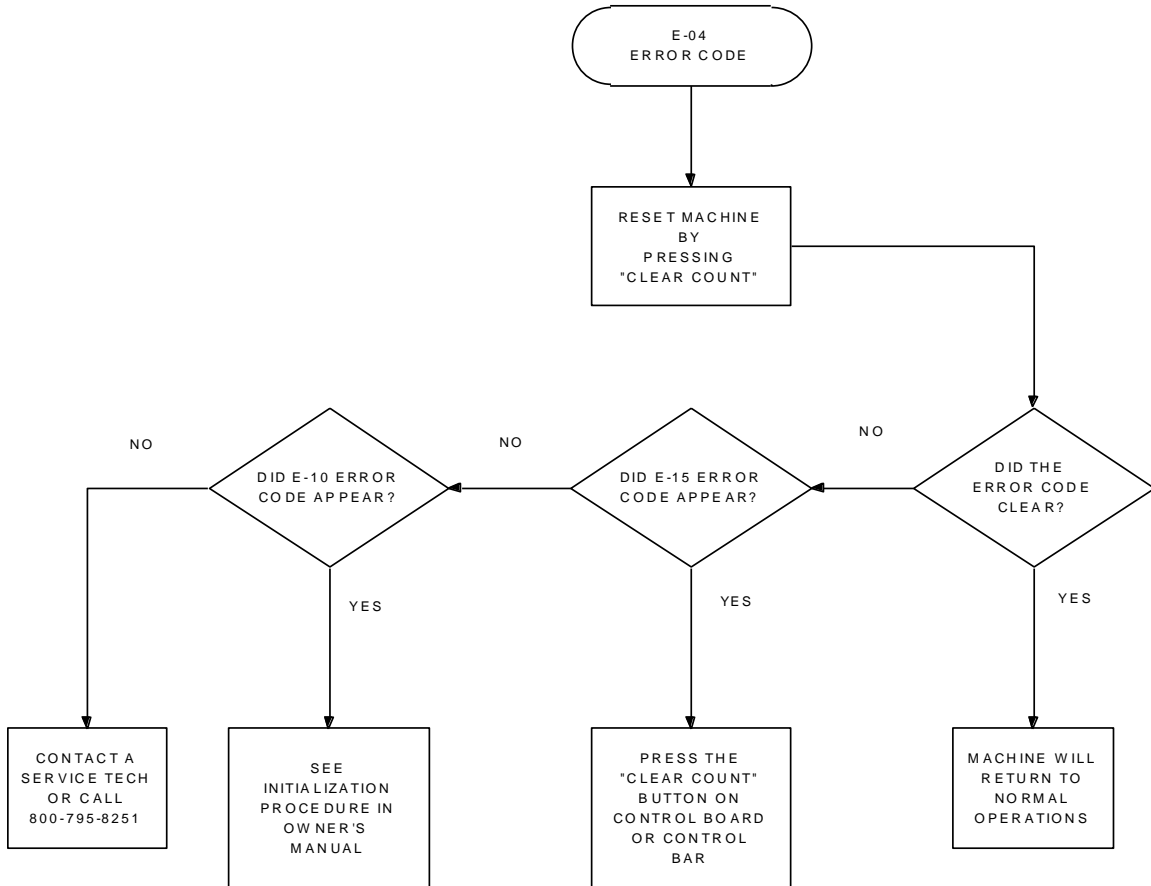 E-04
ERROR CODE
RESET MACHINE
BY
PRESSING
"CLEAR COUNT"
DID THE
ERROR CODE
CLEAR?
NO
YES
DID E-15 ERROR
CODE APPEAR?
NO
YES
DID E-10 ERROR
CODE APPEAR?
NO
YES
CONTACT A
SERVICE TECH
OR CALL
800-795-8251
SEE
INITIALIZATION
PROCEDURE IN
OWNER'S
MANUAL
PRESS THE
"CLEAR COUNT"
BUTTON ON
CONTROL BOARD
OR CONTROL
BAR
MACHINE WILL
RETURN TO
NORMAL
OPERATIONS